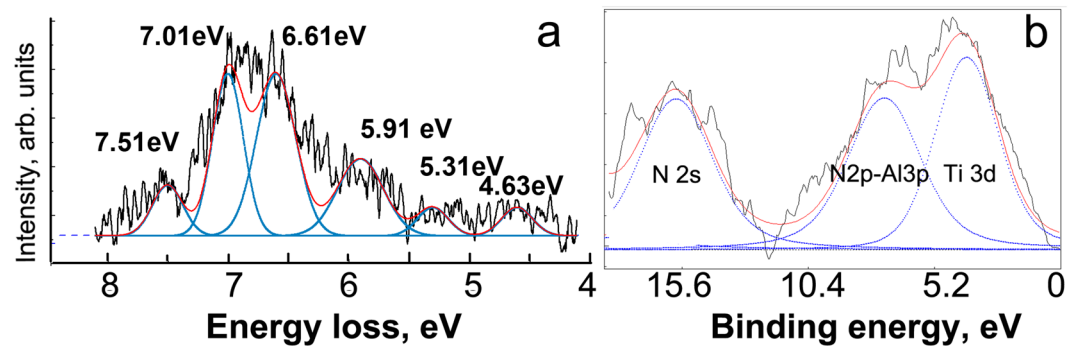 a
b
7.01eV
6.61eV
7.51eV
5.91 eV
5.31eV
4.63eV
Intensity, arb. units
8
7
6
5
4
Energy loss, eV
N 2s
N2p-Al3p
Ti 3d
15.6
10.4
5.2
0
Binding energy, eV